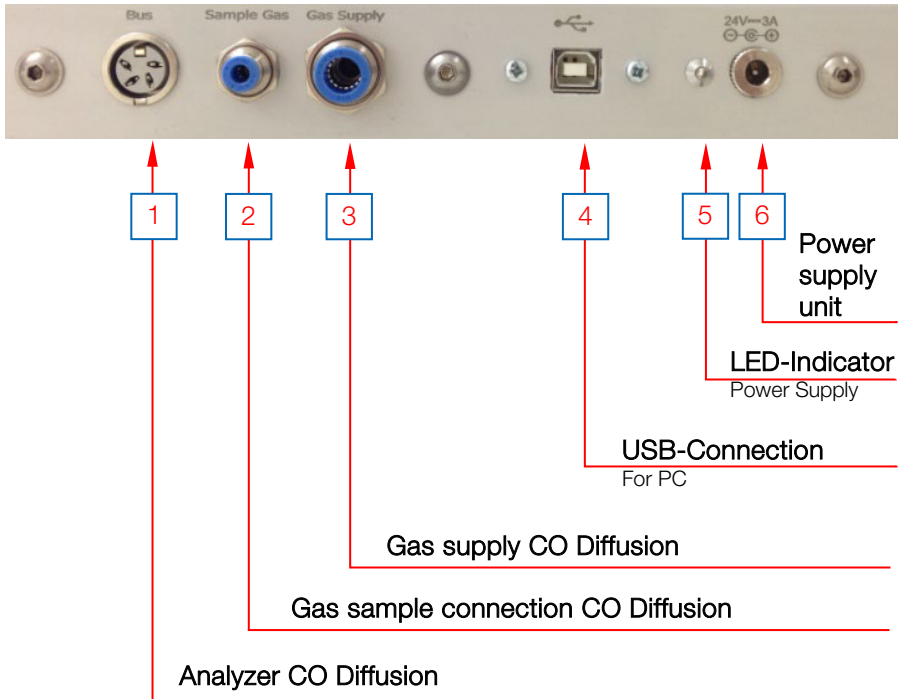 Bus
Sample Gas
Gas Supply
24V⎓3A
1
2
3
4
5
6
Power
supply
unit
LED-Indicator
Power Supply
USB-Connection
For PC
Gas supply CO Diffusion
Gas sample connection CO Diffusion
Analyzer CO Diffusion